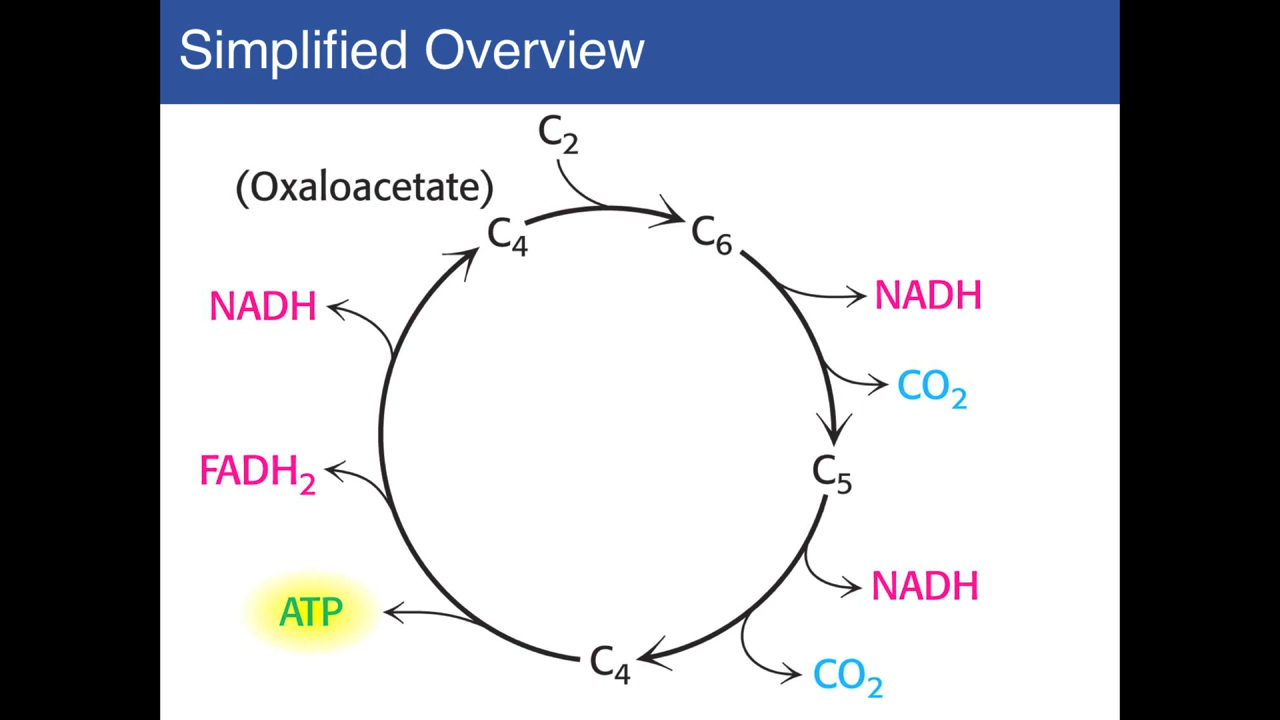 Simplified Overview
C₂
(Oxaloacetate)
C₄
C₆
NADH
NADH
CO₂
FADH₂
C₅
NADH
ATP
C₄
CO₂